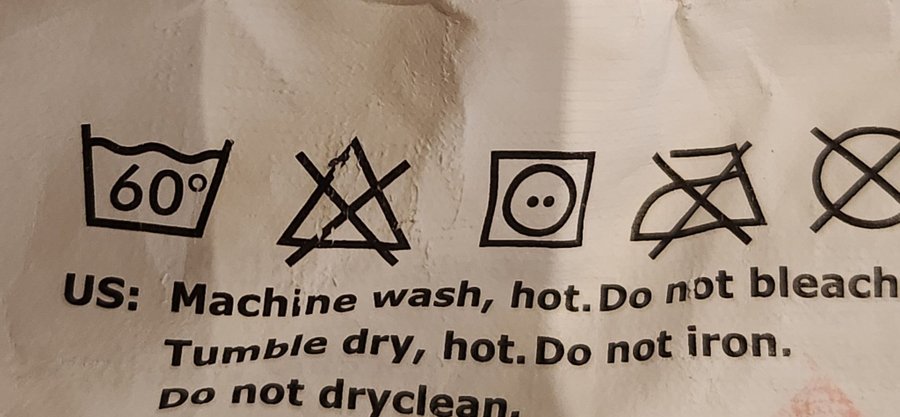 60°
US: Machine wash, hot. Do not bleach
Tumble dry, hot. Do not iron.
Do not dryclean.